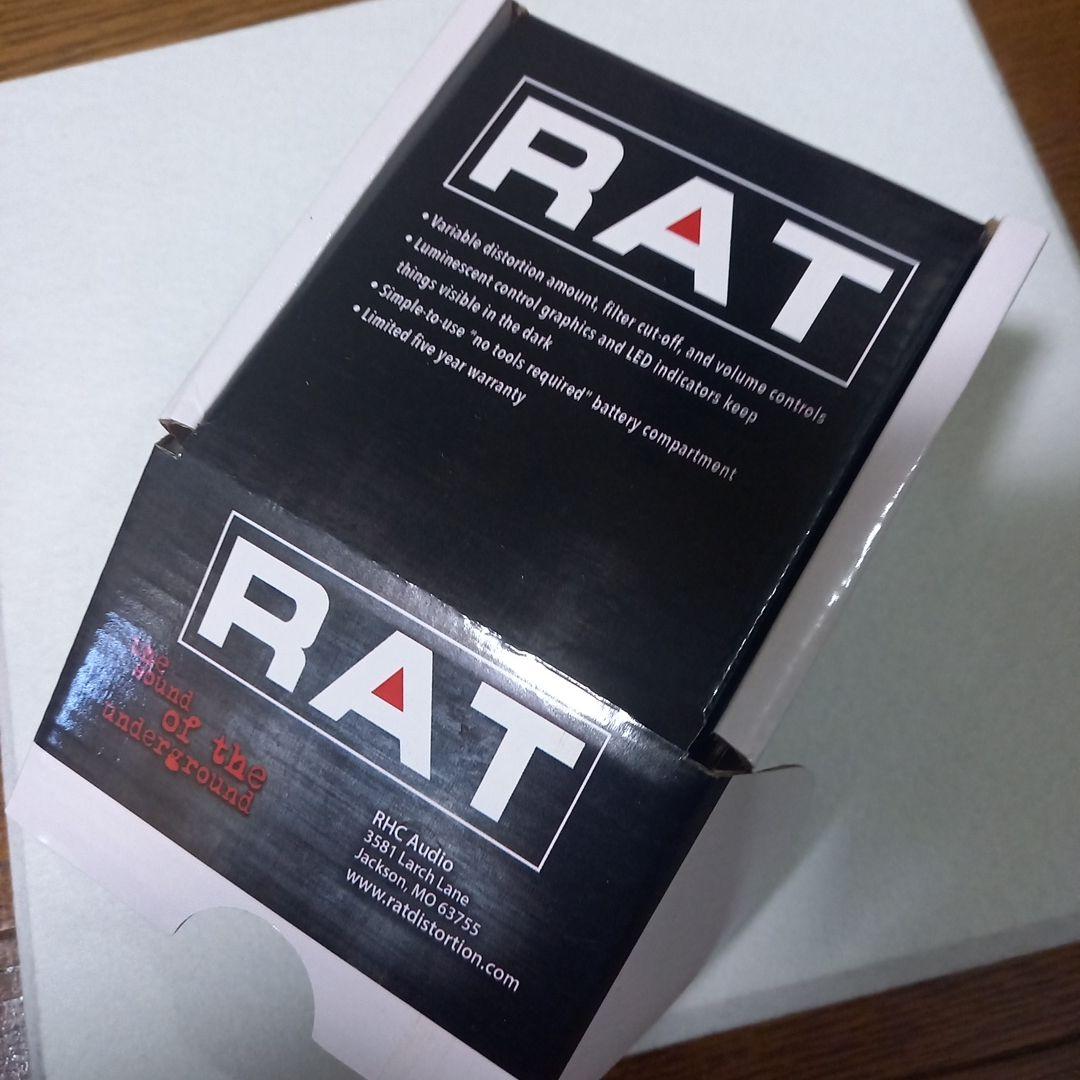 RAT
• Variable distortion amount, filter cut-off, and volume controls
• Luminescent control graphics and LED indicators keep
things visible in the dark
• Simple-to-use "no tools required" battery compartment
• Limited five year warranty
RAT
the
sound
of the
underground
RHC Audio
3581 Larch Lane
Jackson, MO 63755
www.ratdistortion.com